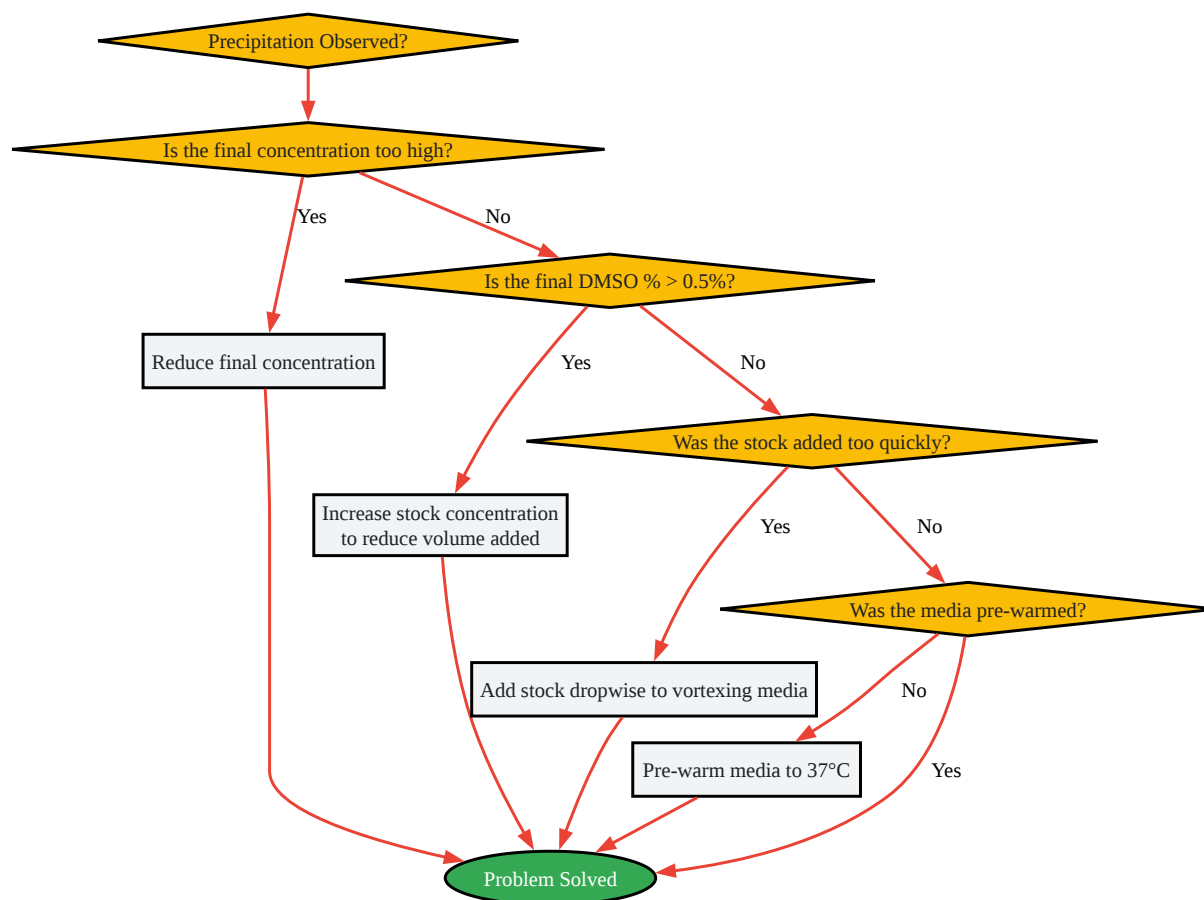 Precipitation Observed?
Is the final concentration too high?
Yes
No
Is the final DMSO % > 0.5%?
Reduce final concentration
Yes
No
Was the stock added too quickly?
Increase stock concentration
to reduce volume added
Yes
No
Was the media pre-warmed?
Add stock dropwise to vortexing media
No
Pre-warm media to 37°C
Yes
Problem Solved